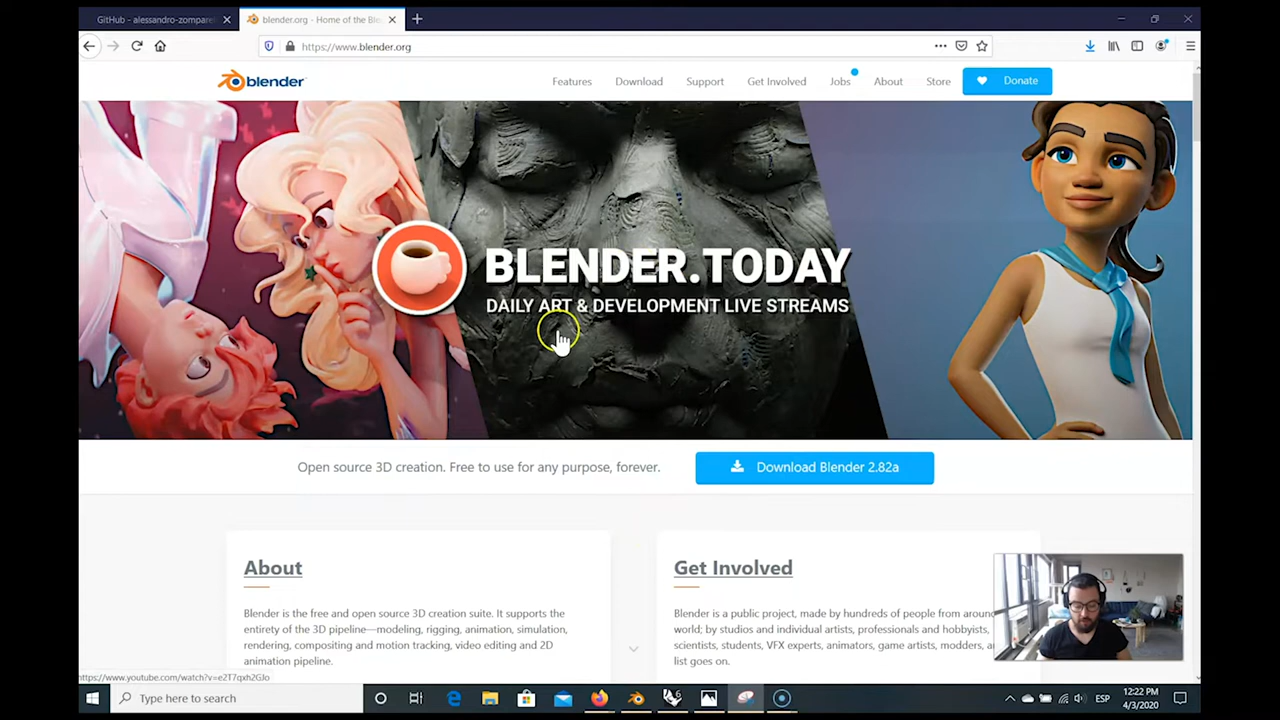 GitHub - alessandro-zompare
blender.org - Home of the Ble
https://www.blender.org
blender
Features
Download
Support
Get Involved
Jobs
About
Store
Donate
BLENDER.TODAY
DAILY ART & DEVELOPMENT LIVE STREAMS
Open source 3D creation. Free to use for any purpose, forever.
Download Blender 2.82a
About
Blender is the free and open source 3D creation suite. It supports the
entirety of the 3D pipeline—modeling, rigging, animation, simulation,
rendering, compositing and motion tracking, video editing and 2D
animation pipeline.
Get Involved
Blender is a public project, made by hundreds of people from around
world; by studios and individual artists, professionals and hobbyists,
scientists, students, VFX experts, animators, game artists, modders, a
list goes on.
https://www.youtube.com/watch?v=e2T7qxh2GJo
Type here to search
6
ESP
12:22 PM
4/3/2020